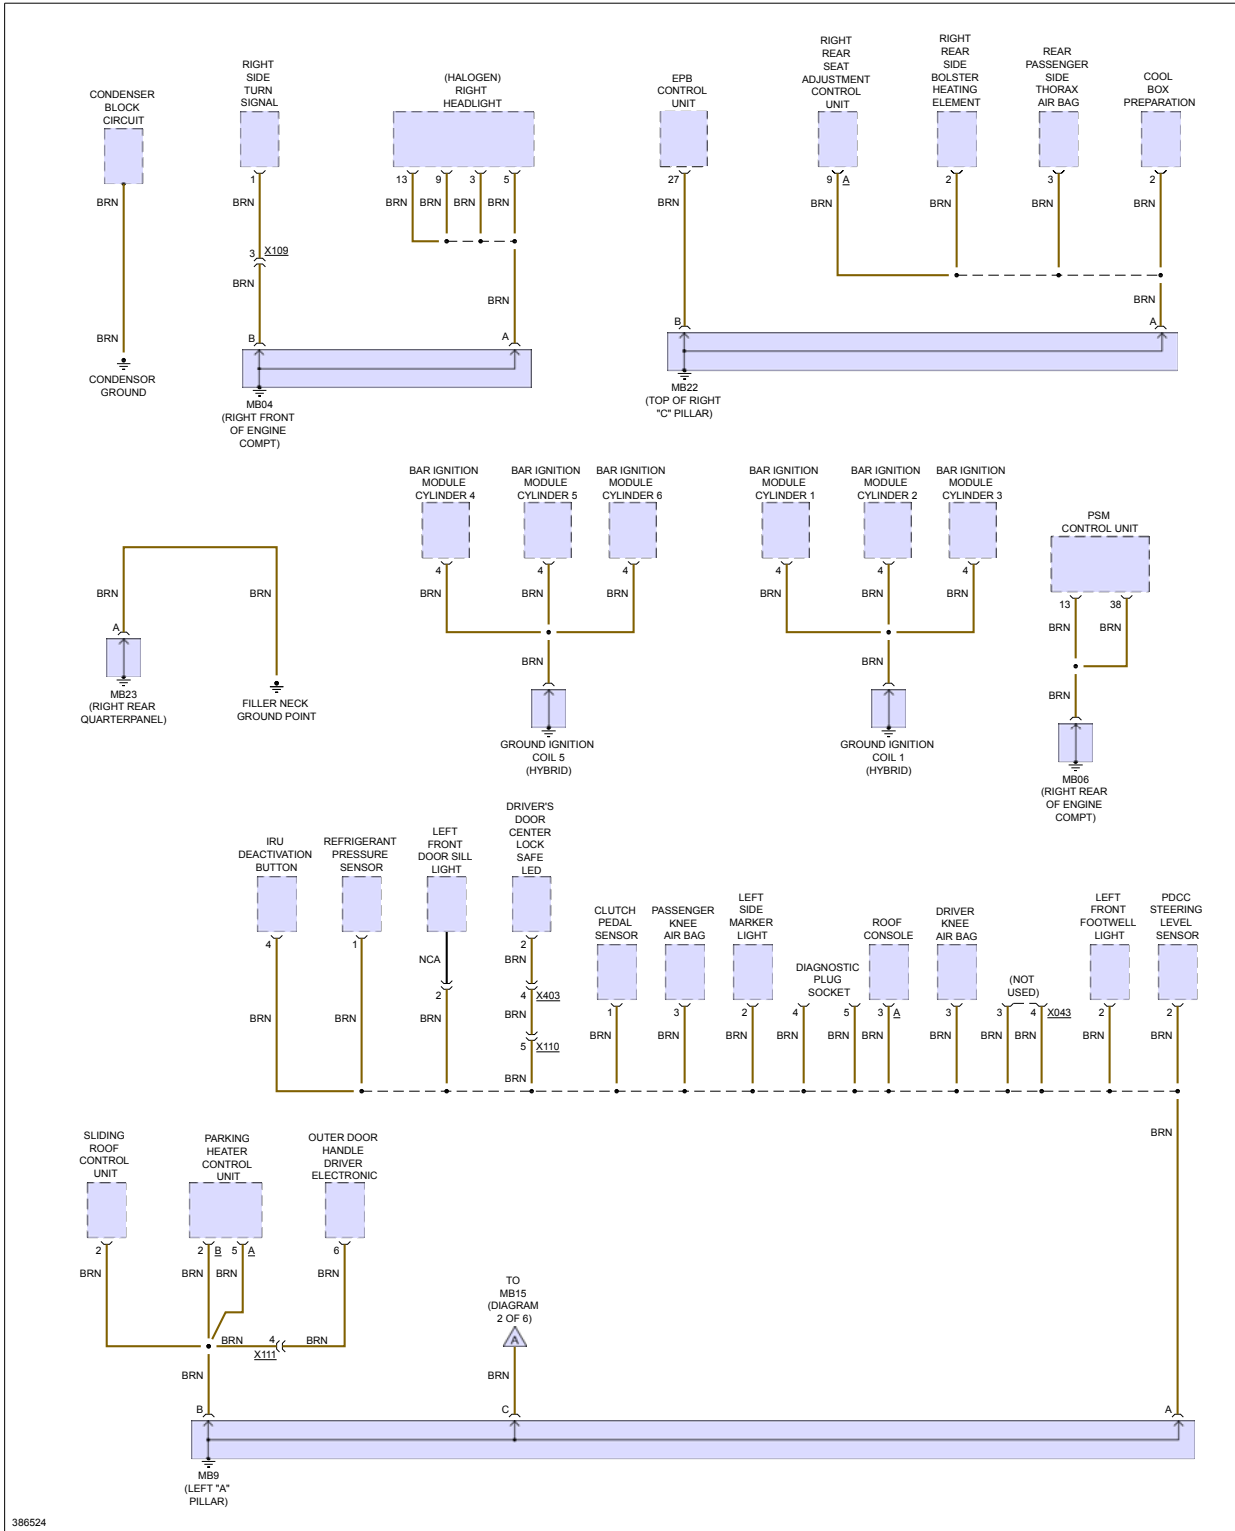 CONDENSER
BLOCK
CIRCUIT
BRN
BRN
CONDENSOR
GROUND
RIGHT
SIDE
TURN
SIGNAL
1
BRN
3 X109
BRN
B
(HALOGEN)
RIGHT
HEADLIGHT
13 9 3 5
BRN BRN BRN BRN
BRN
A
MB04
(RIGHT FRONT
OF ENGINE
COMPT)
EPB
CONTROL
UNIT
27
BRN
B
RIGHT
REAR
SEAT
ADJUSTMENT
CONTROL
UNIT
9 A
BRN
RIGHT
REAR
SIDE
BOLSTER
HEATING
ELEMENT
2
BRN
REAR
PASSENGER
SIDE
THORAX
AIR BAG
3
BRN
COOL
BOX
PREPARATION
2
BRN
BRN
A
MB22
(TOP OF RIGHT
"C" PILLAR)
BRN
BRN
A
MB23
(RIGHT REAR
QUARTERPANEL)
FILLER NECK
GROUND POINT
BAR IGNITION
MODULE
CYLINDER 4
4
BRN
BAR IGNITION
MODULE
CYLINDER 5
4
BRN
BAR IGNITION
MODULE
CYLINDER 6
4
BRN
BRN
GROUND IGNITION
COIL 5
(HYBRID)
BAR IGNITION
MODULE
CYLINDER 1
4
BRN
BAR IGNITION
MODULE
CYLINDER 2
4
BRN
BAR IGNITION
MODULE
CYLINDER 3
4
BRN
BRN
GROUND IGNITION
COIL 1
(HYBRID)
PSM
CONTROL UNIT
13 38
BRN BRN
BRN
MB06
(RIGHT REAR
OF ENGINE
COMPT)
IRU
DEACTIVATION
BUTTON
4
BRN
REFRIGERANT
PRESSURE
SENSOR
1
BRN
LEFT
FRONT
DOOR SILL
LIGHT
NCA
2
BRN
DRIVER'S
DOOR
CENTER
LOCK
SAFE
LED
2
BRN
4 X403
BRN
5 X110
BRN
CLUTCH
PEDAL
SENSOR
1
BRN
PASSENGER
KNEE
AIR BAG
3
BRN
LEFT
SIDE
MARKER
LIGHT
2
BRN
DIAGNOSTIC
PLUG
SOCKET
4 5
BRN BRN
ROOF
CONSOLE
3 A
BRN
DRIVER
KNEE
AIR BAG
3
BRN
(NOT
USED)
3 4 X043
BRN BRN
LEFT
FRONT
FOOTWELL
LIGHT
2
BRN
PDCC
STEERING
LEVEL
SENSOR
2
BRN
BRN
A
SLIDING
ROOF
CONTROL
UNIT
2
BRN
PARKING
HEATER
CONTROL
UNIT
2 B 5 A
BRN BRN
OUTER DOOR
HANDLE
DRIVER
ELECTRONIC
6
BRN
BRN 4 BRN
X111
BRN
B
TO
MB15
(DIAGRAM
2 OF 6)
A
BRN
C
MB9
(LEFT "A"
PILLAR)
386524